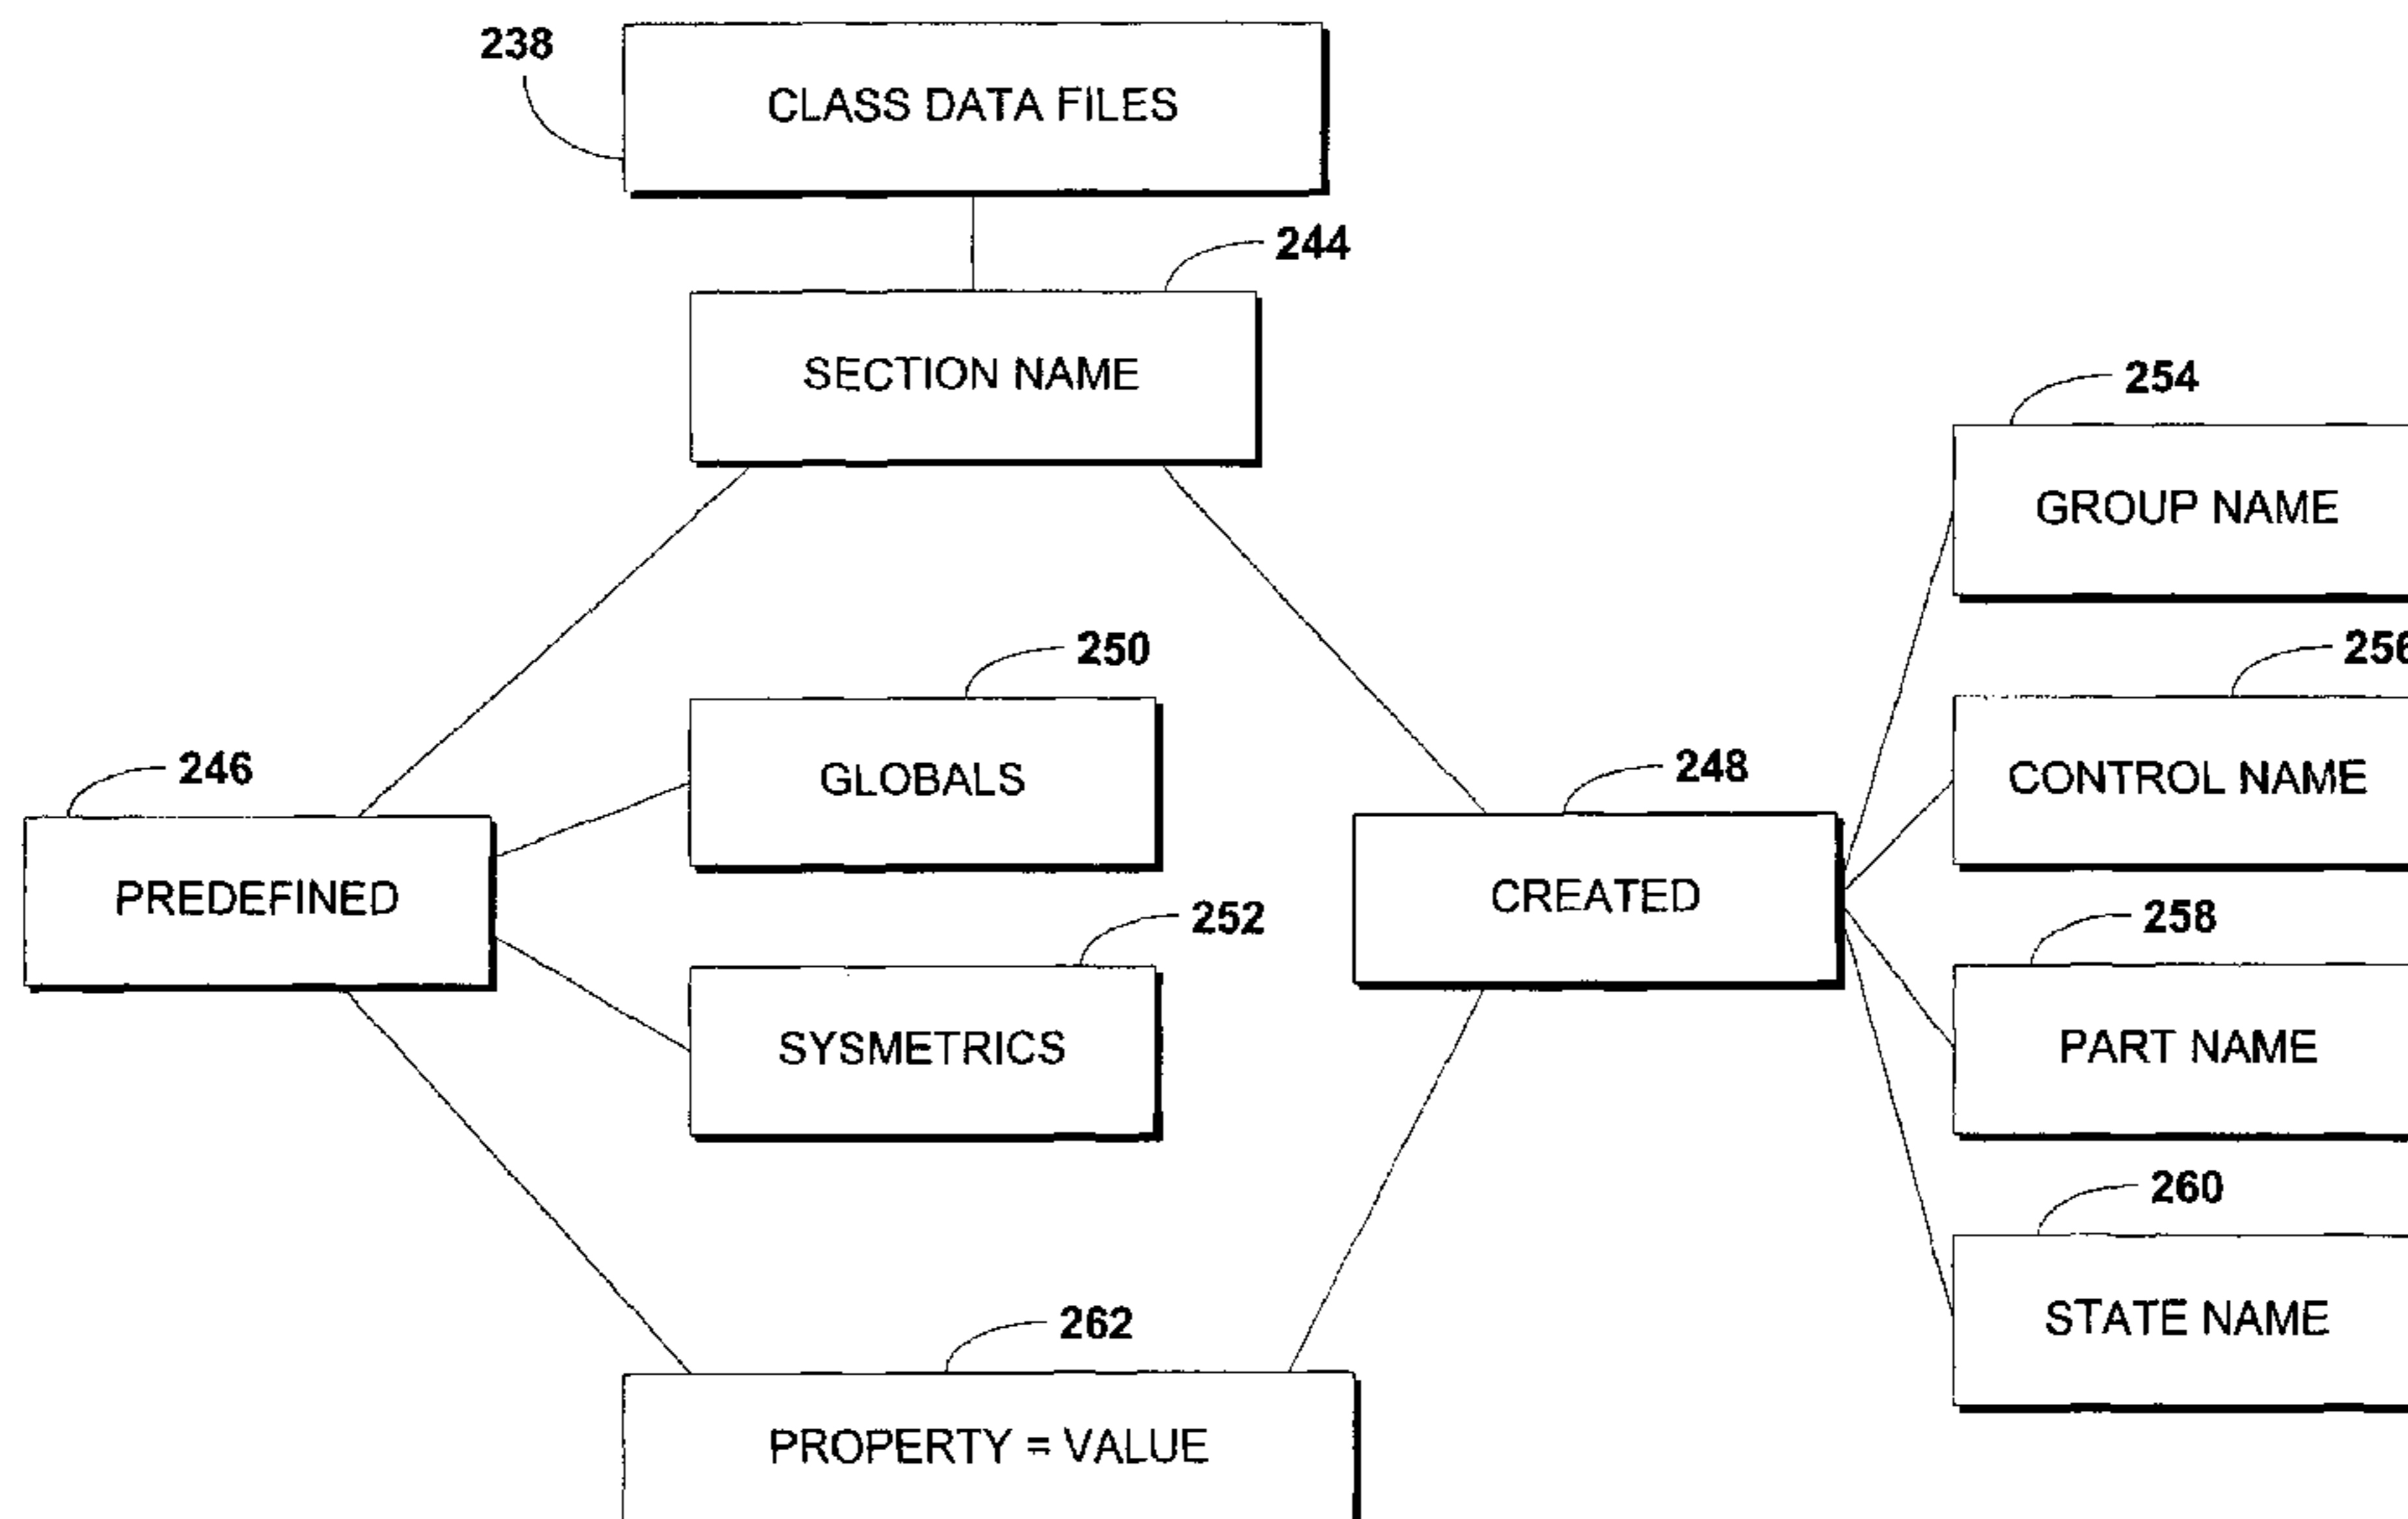 238
CLASS DATA FILES
244
SECTION NAME
254
GROUP NAME
250
256
GLOBALS
CONTROL NAME
246
248
PREDEFINED
CREATED
252
258
SYSMETRICS
PART NAME
260
STATE NAME
262
PROPERTY = VALUE